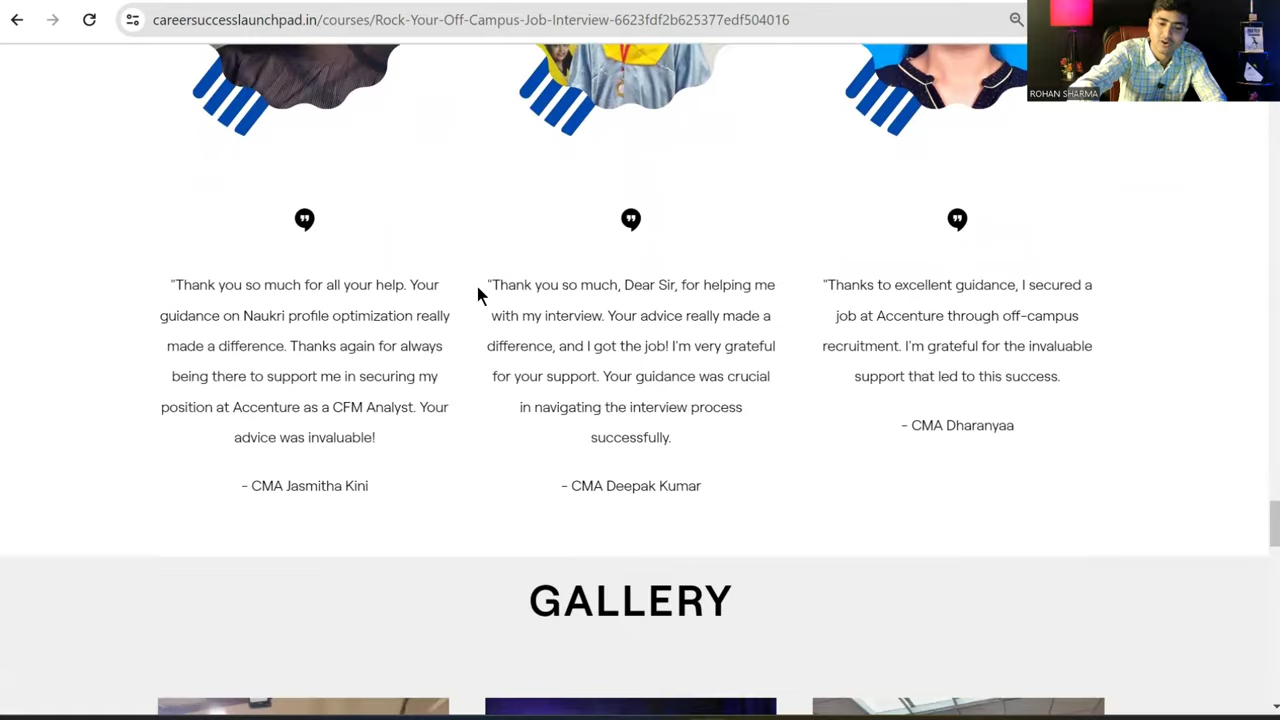 careersuccesslaunchpad.in/courses/Rock-Your-Off-Campus-Job-Interview-6623fdf2b625377edf504016
ROHAN SHARMA
"Thank you so much for all your help. Your
guidance on Naukri profile optimization really
made a difference. Thanks again for always
being there to support me in securing my
position at Accenture as a CFM Analyst. Your
advice was invaluable!
- CMA Jasmitha Kini
"Thank you so much, Dear Sir, for helping me
with my interview. Your advice really made a
difference, and I got the job! I'm very grateful
for your support. Your guidance was crucial
in navigating the interview process
successfully.
- CMA Deepak Kumar
"Thanks to excellent guidance, I secured a
job at Accenture through off-campus
recruitment. I'm grateful for the invaluable
support that led to this success.
- CMA Dharanyaa
GALLERY